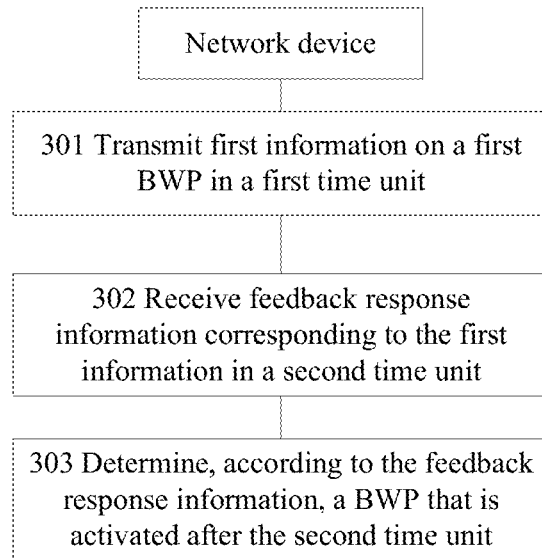 Network device
301 Transmit first information on a first
BWP in a first time unit
302 Receive feedback response
information corresponding to the first
information in a second time unit
303 Determine, according to the feedback
response information, a BWP that is
activated after the second time unit